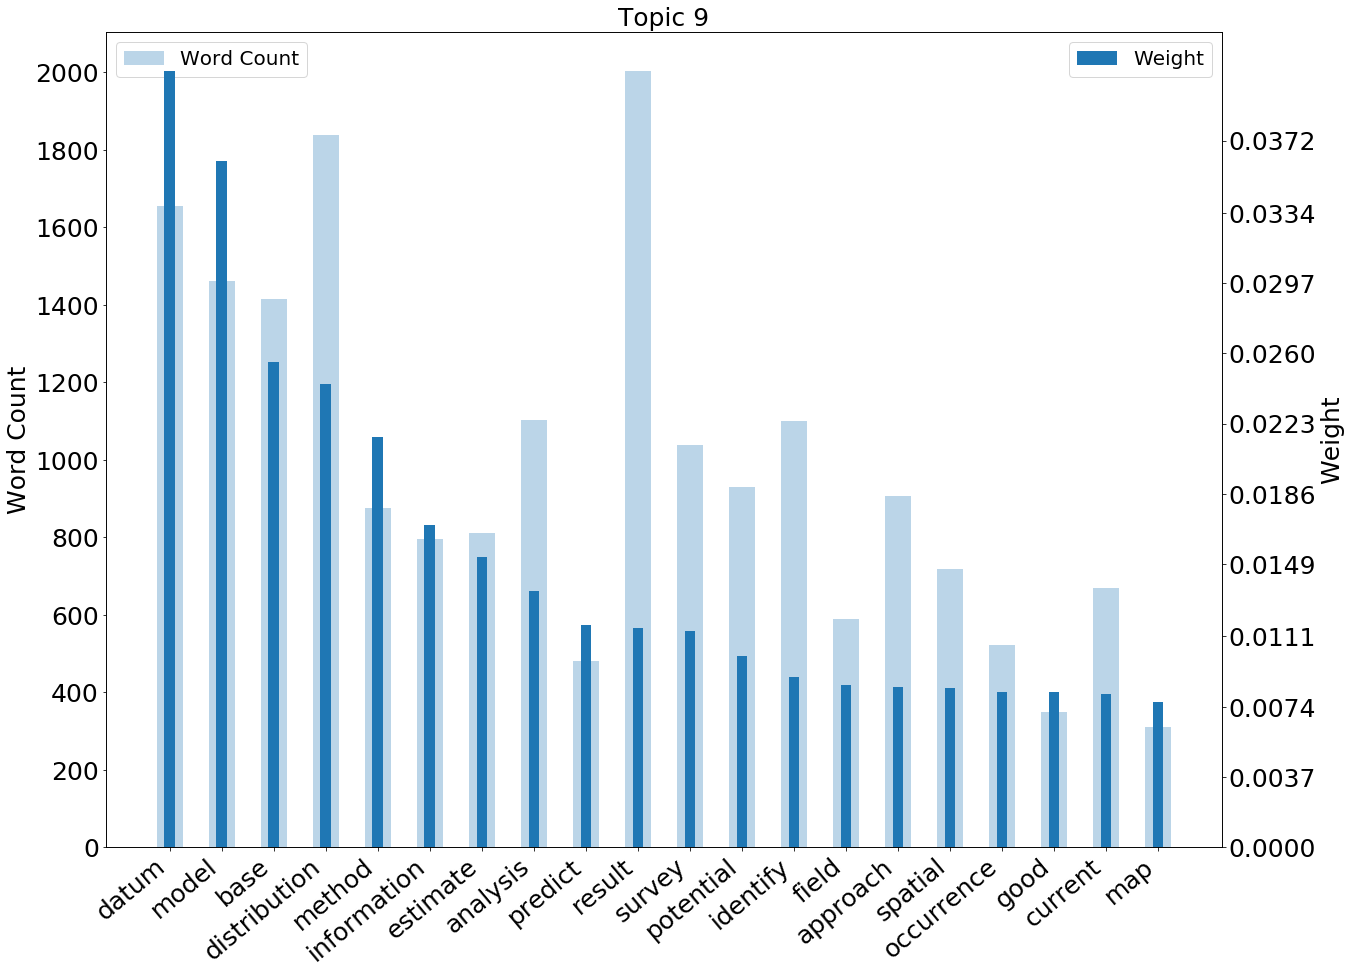 Topic 9
Word Count
Weight
2000
1800
1600
1400
1200
1000
800
600
400
200
0
Word Count
0.0372
0.0334
0.0297
0.0260
0.0223
0.0186
0.0149
0.0111
0.0074
0.0037
0.0000
Weight
datum
model
base
distribution
method
information
estimate
analysis
predict
result
survey
potential
identify
field
approach
spatial
occurrence
good
current
map